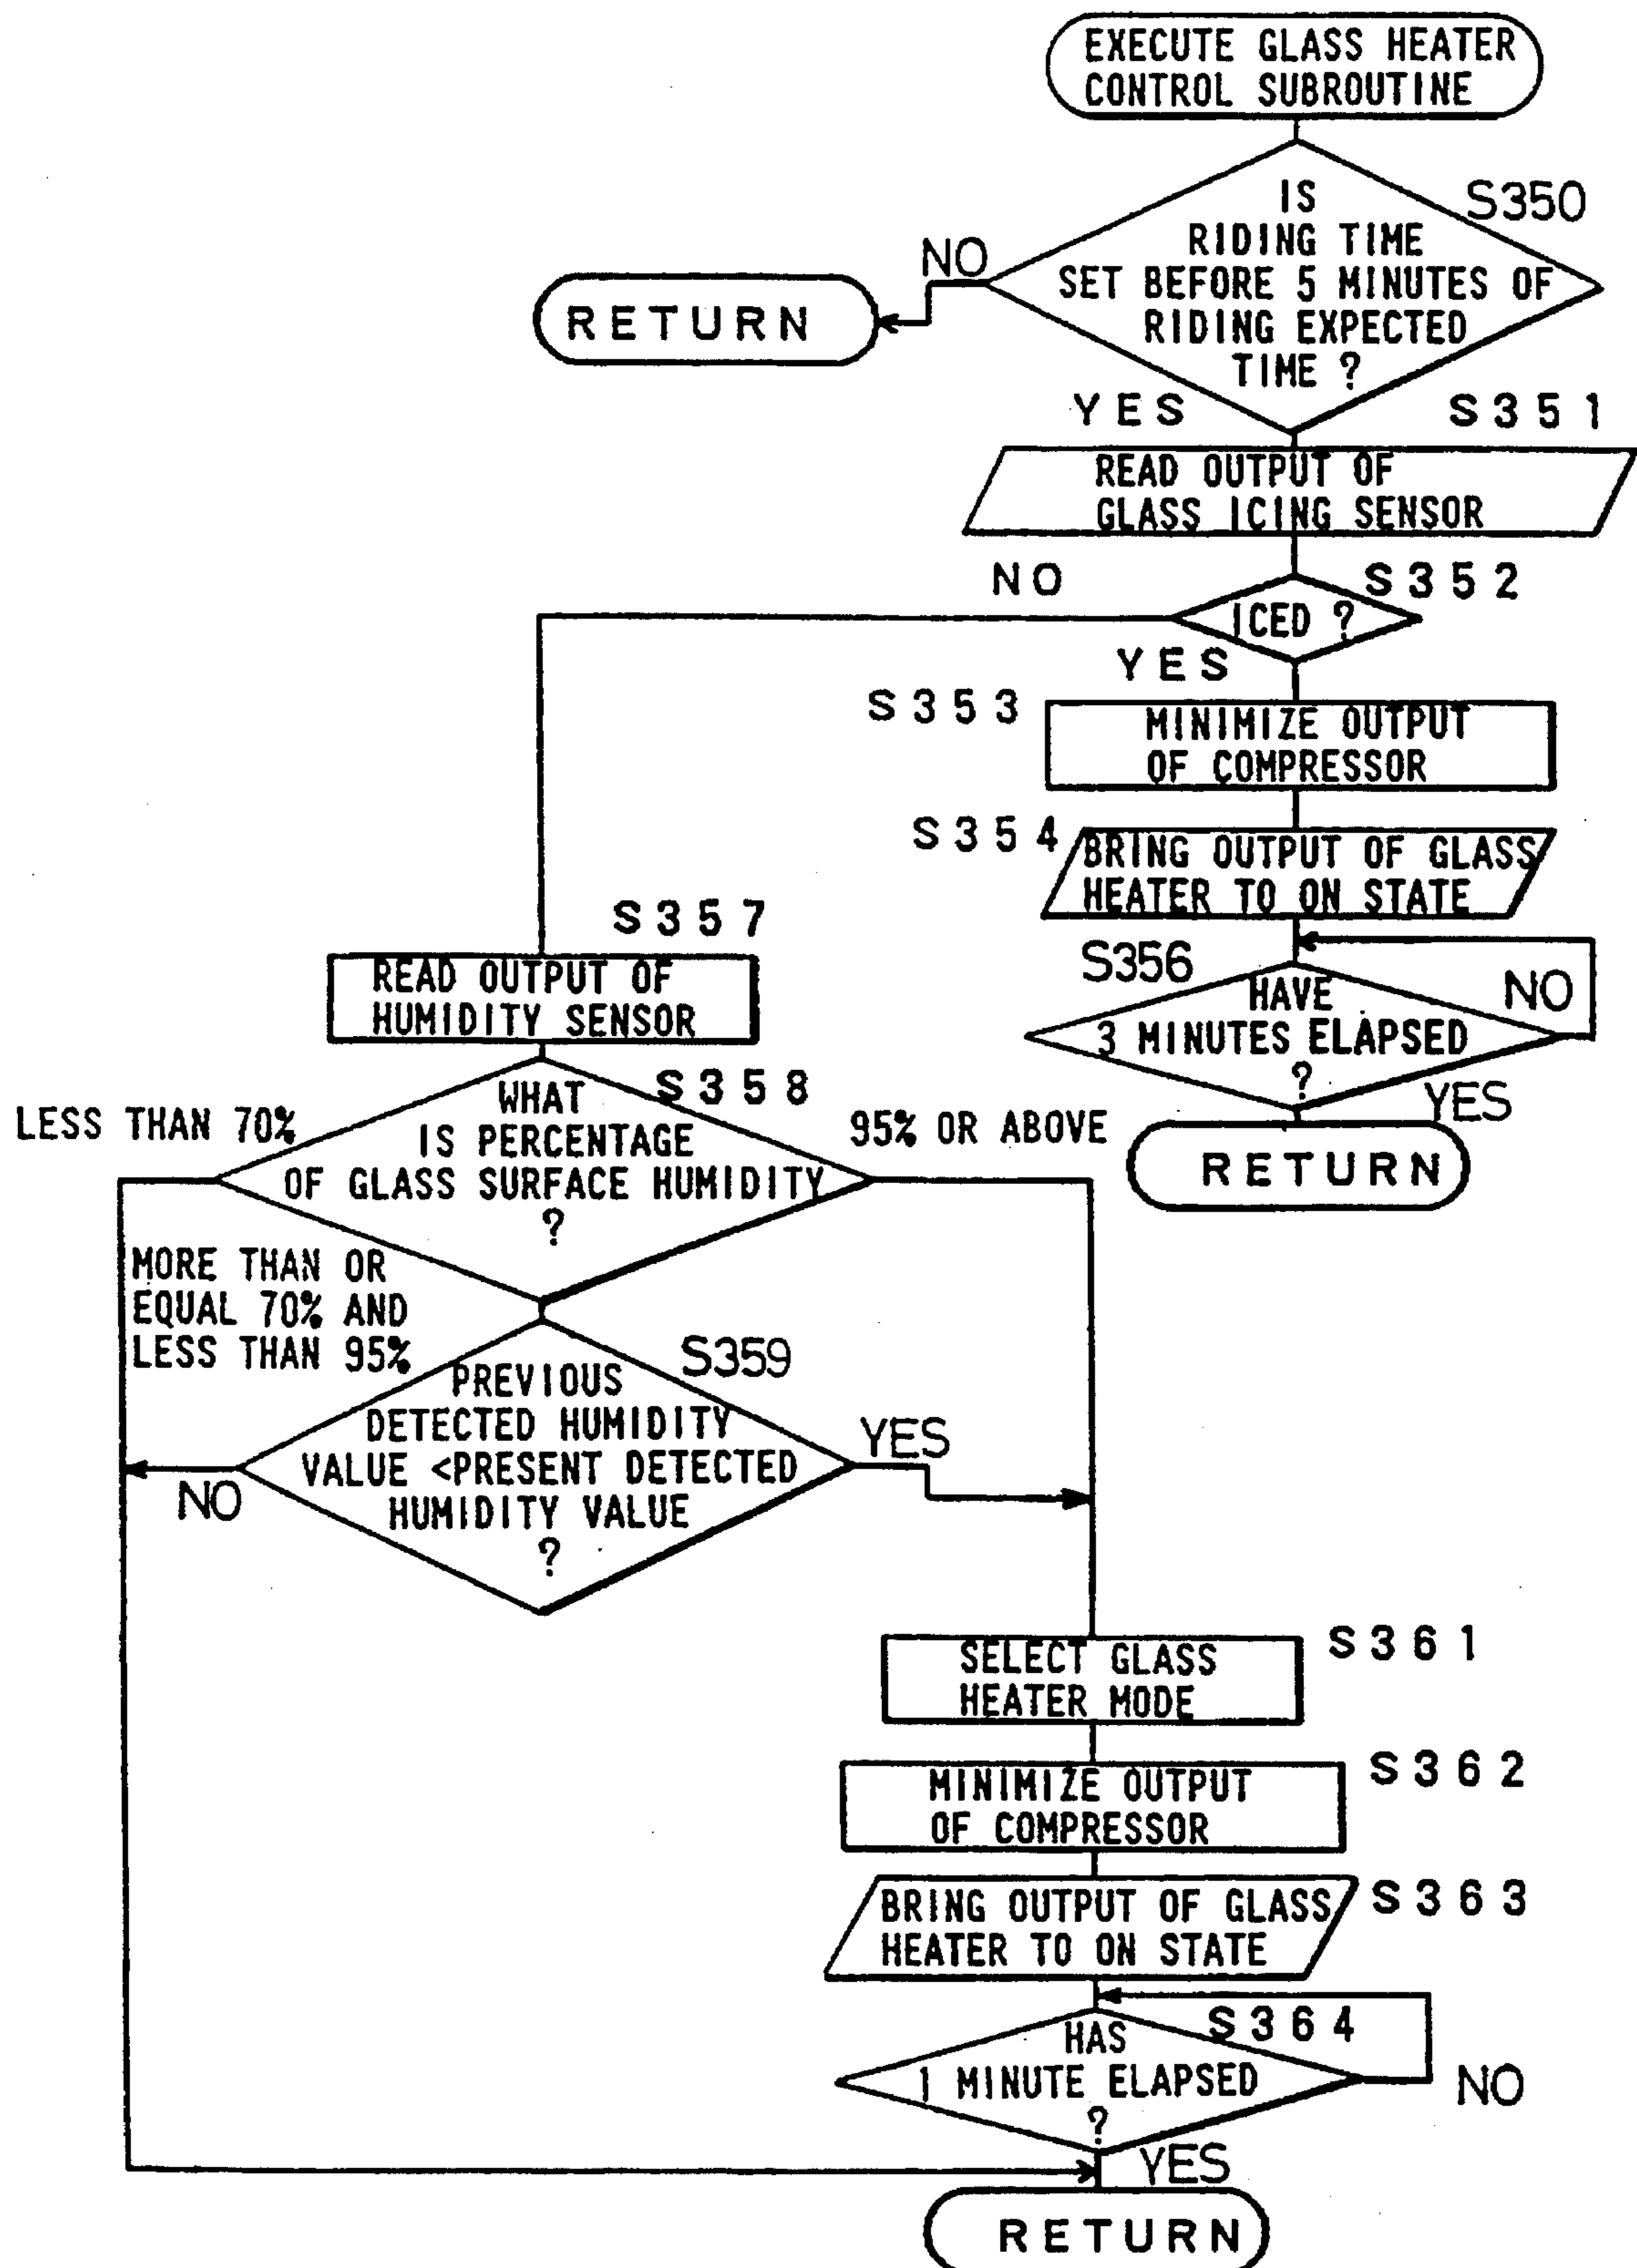 EXECUTE GLASS HEATER
CONTROL SUBROUTINE
S350
IS
RIDING TIME
SET BEFORE 5 MINUTES OF
RIDING EXPECTED
TIME ?
NO
RETURN
YES
S351
READ OUTPUT OF
GLASS ICING SENSOR
NO
S352
ICED ?
YES
S353
MINIMIZE OUTPUT
OF COMPRESSOR
S354
BRING OUTPUT OF GLASS
HEATER TO ON STATE
S356
HAVE
3 MINUTES ELAPSED
?
NO
YES
RETURN
S357
READ OUTPUT OF
HUMIDITY SENSOR
S358
WHAT
IS PERCENTAGE
OF GLASS SURFACE HUMIDITY
?
LESS THAN 70%
95% OR ABOVE
MORE THAN OR
EQUAL 70% AND
LESS THAN 95%
S359
PREVIOUS
DETECTED HUMIDITY
VALUE <PRESENT DETECTED
HUMIDITY VALUE
?
YES
NO
S361
SELECT GLASS
HEATER MODE
S362
MINIMIZE OUTPUT
OF COMPRESSOR
S363
BRING OUTPUT OF GLASS
HEATER TO ON STATE
S364
HAS
1 MINUTE ELAPSED
?
NO
YES
RETURN